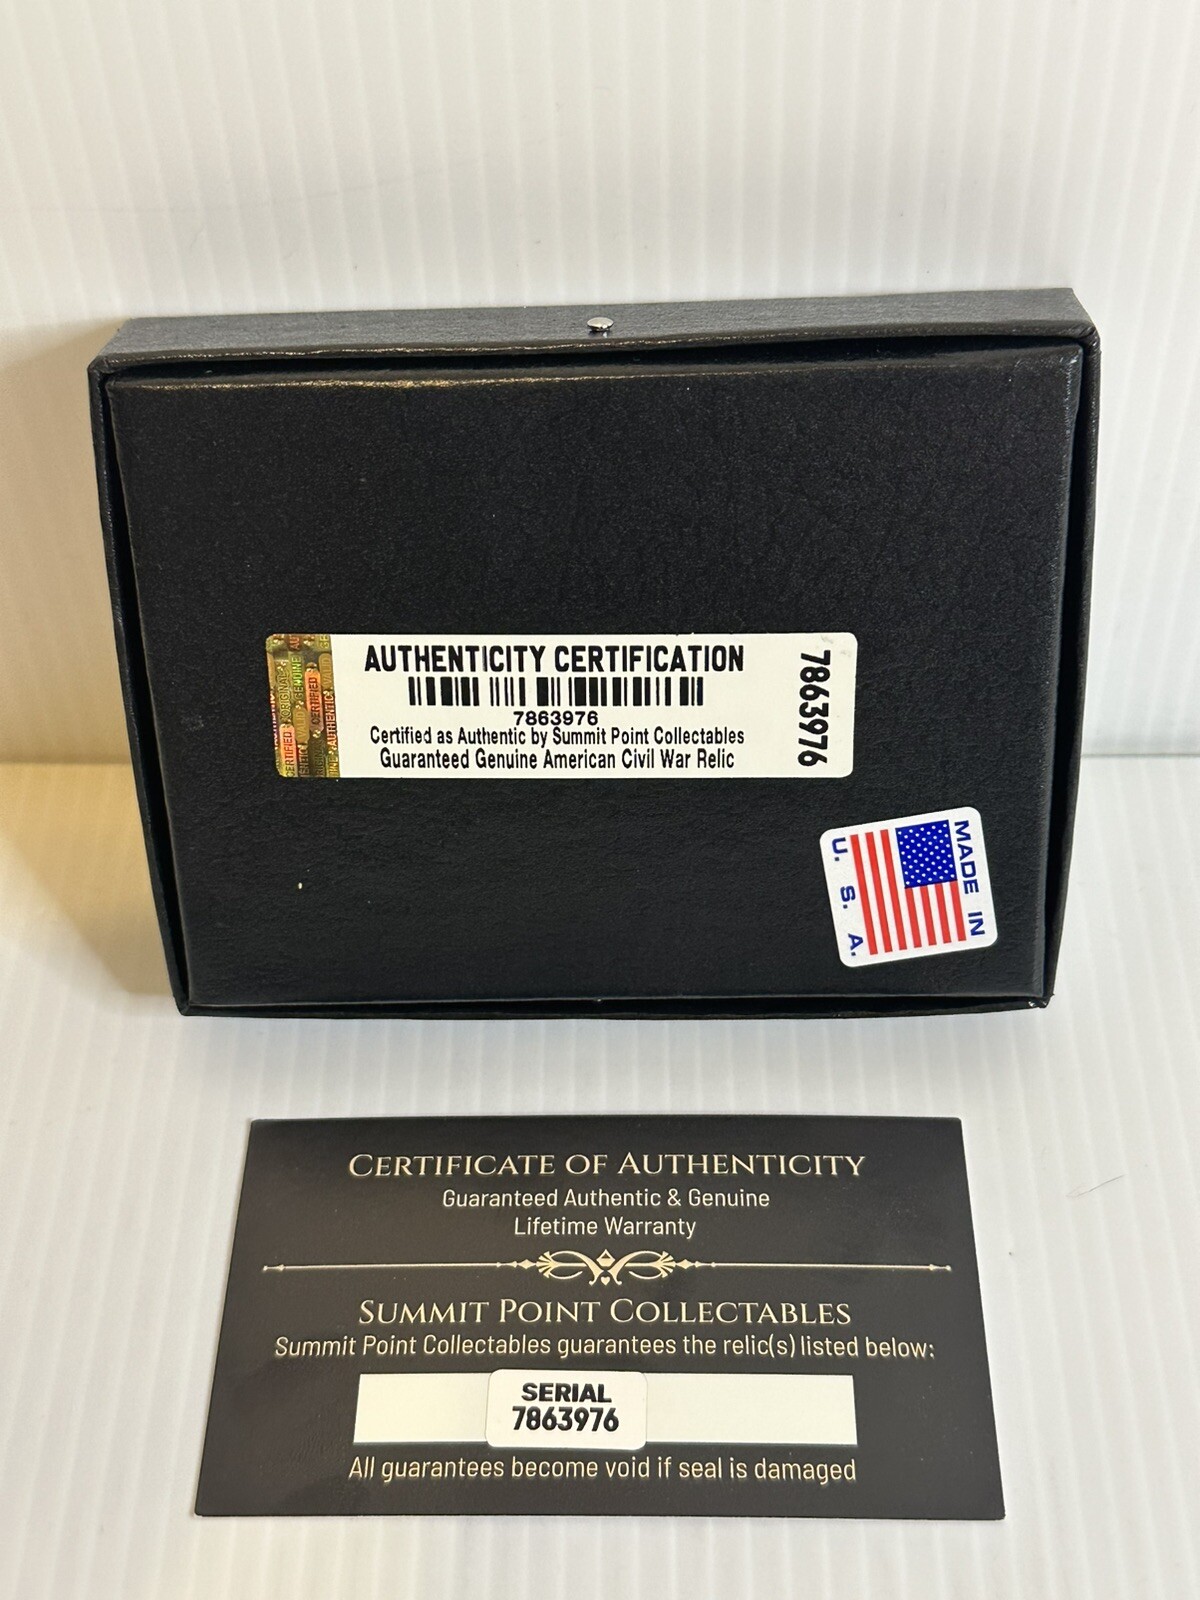 AUTHENTICITY CERTIFICATION
7863976
Certified as Authentic by Summit Point Collectables
Guaranteed Genuine American Civil War Relic
7863976
MADE IN
U. S. A.
CERTIFICATE OF AUTHENTICITY
Guaranteed Authentic & Genuine
Lifetime Warranty
SUMMIT POINT COLLECTABLES
Summit Point Collectables guarantees the relic(s) listed below:
SERIAL
7863976
All guarantees become void if seal is damaged